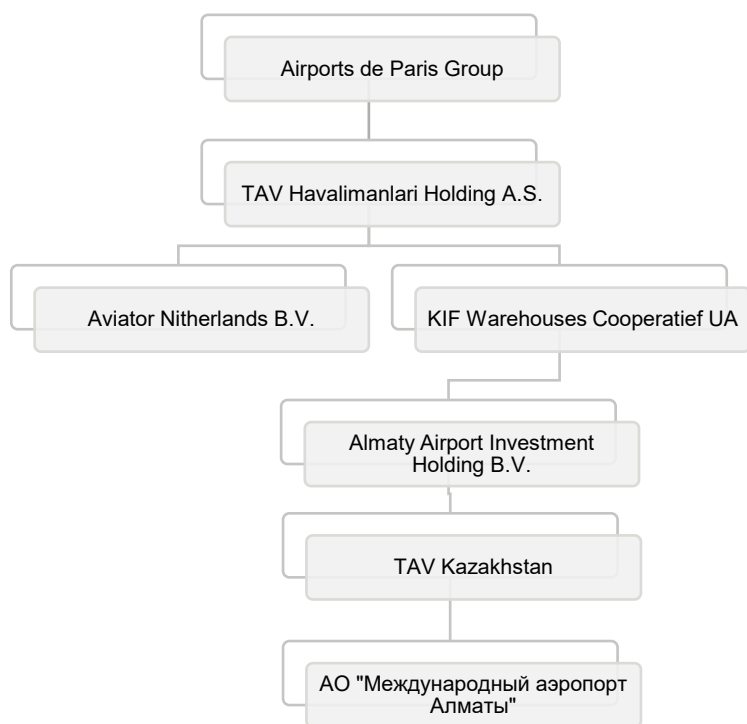 Airports de Paris Group
TAV Havalimanlari Holding A.S.
Aviator Nitherlands B.V.
KIF Warehouses Cooperatief UA
Almaty Airport Investment
Holding B.V.
TAV Kazakhstan
АО "Международный аэропорт
Алматы"